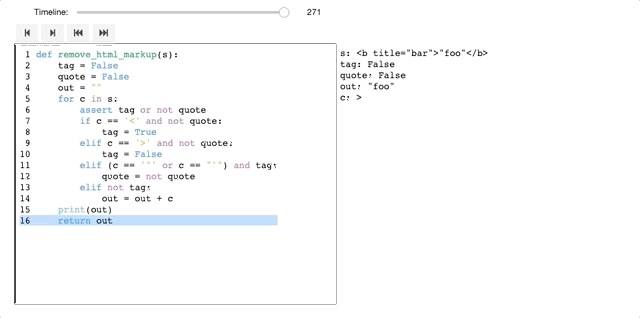 Timeline: 271
1 def remove_html_markup(s):
2 tag = False
3 quote = False
4 out = ""
5 for c in s:
6 assert tag or not quote
7 if c == '<' and not quote:
8 tag = True
9 elif c == '>' and not quote:
10 tag = False
11 elif (c == '"' or c == "'") and tag:
12 quote = not quote
13 elif not tag:
14 out = out + c
15 print(out)
16 return out
s: <b title="bar">"foo"</b>
tag: False
quote: False
out: "foo"
c: >